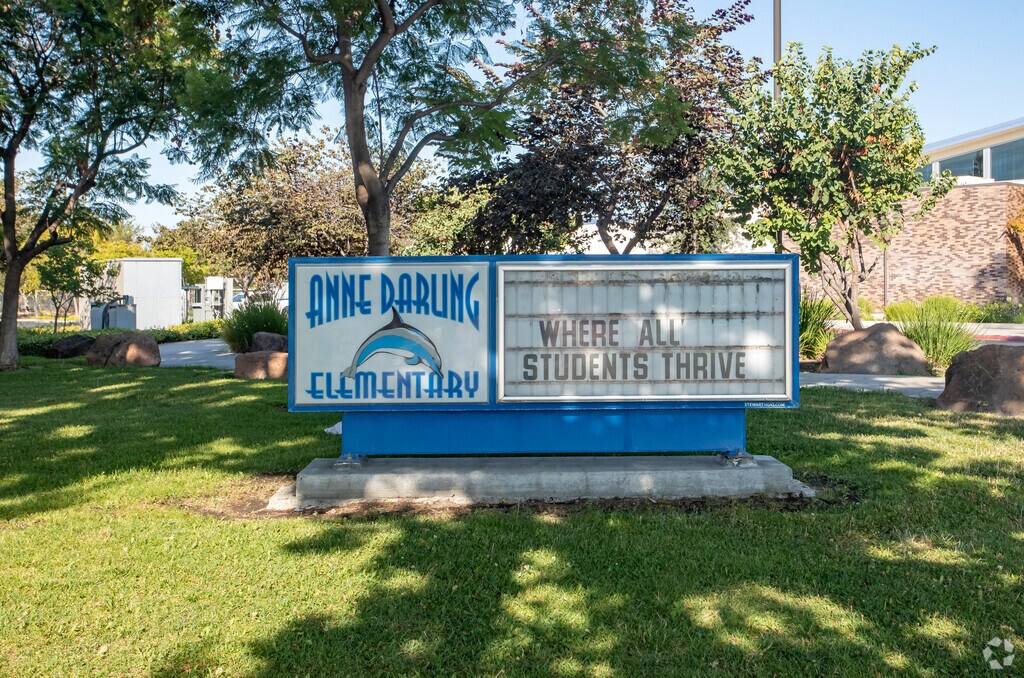 ANNE DARLING
ELEMENTARY
WHERE ALL
STUDENTS THRIVE